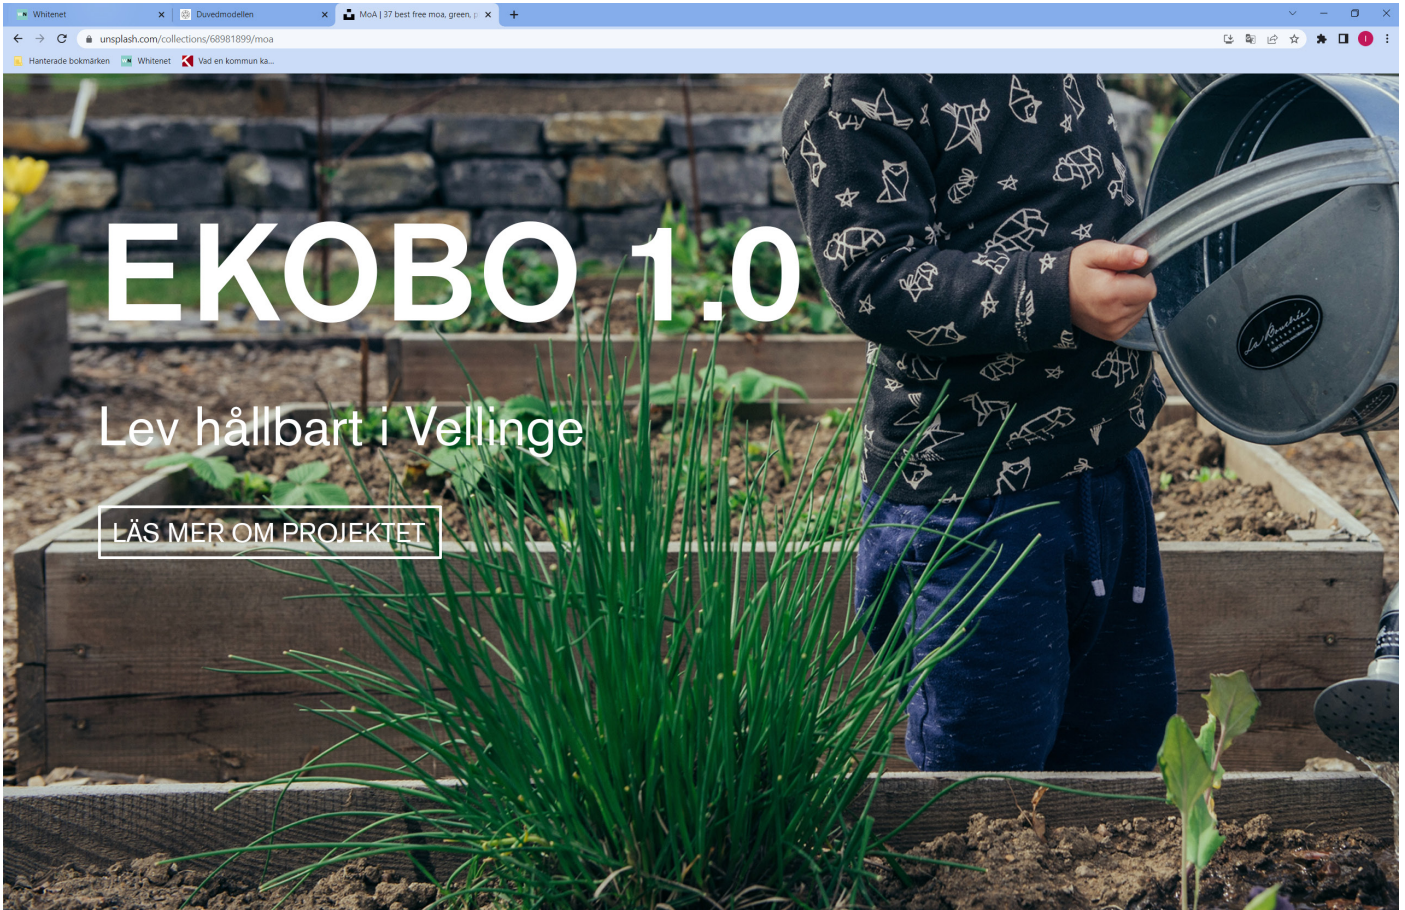 Whitenet
Duvedmodellen
MoA | 37 best free moa, green, p
unsplash.com/collections/68981899/moa
I
Hanterade bokmärken
WN
Whitenet
Vad en kommun ka...
EKOBO 1.0
Lev hållbart i Vellinge
LÄS MER OM PROJEKTET